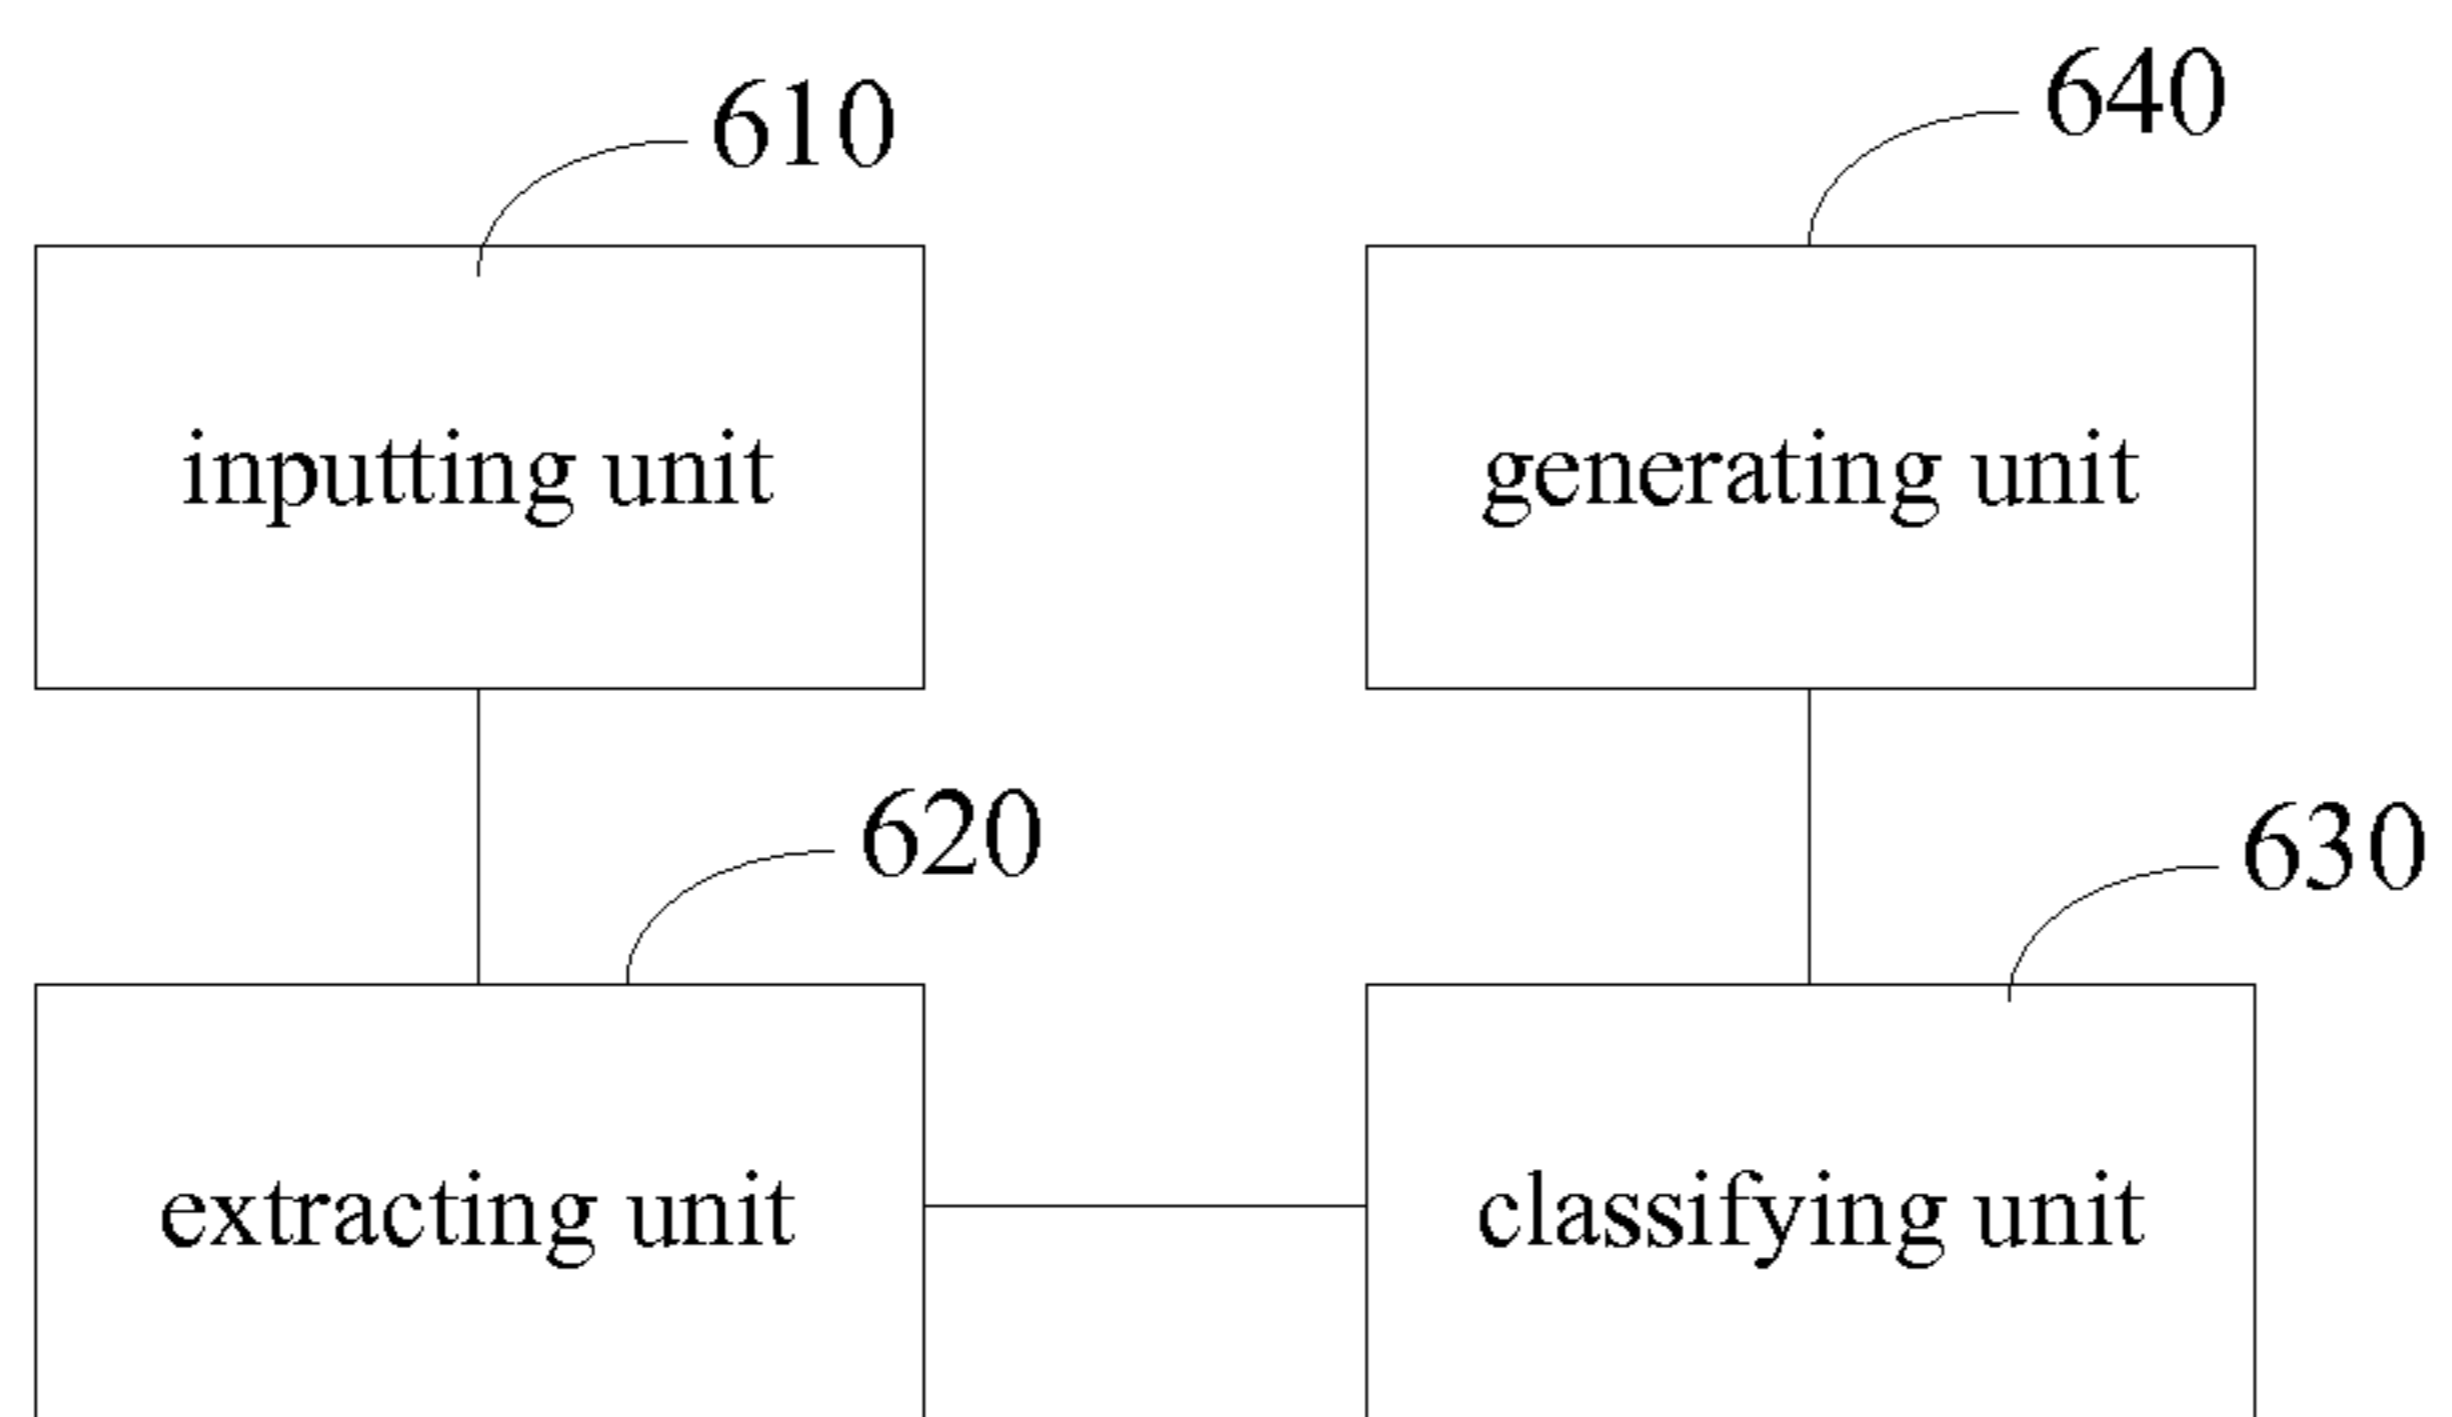 610
640
inputting unit
generating unit
620
630
extracting unit
classifying unit